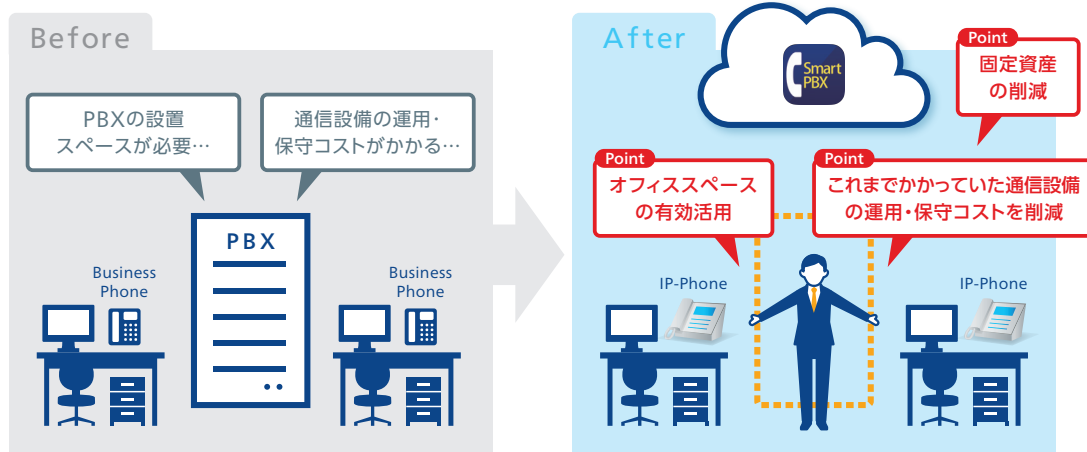 Before
PBXの設置
スペースが必要…
通信設備の運用・
保守コストがかかる…
PBX
Business
Phone
Business
Phone
After
Smart
PBX
Point
固定資産
の削減
Point
オフィススペース
の有効活用
Point
これまでかかっていた通信設備
の運用・保守コストを削減
IP-Phone
IP-Phone